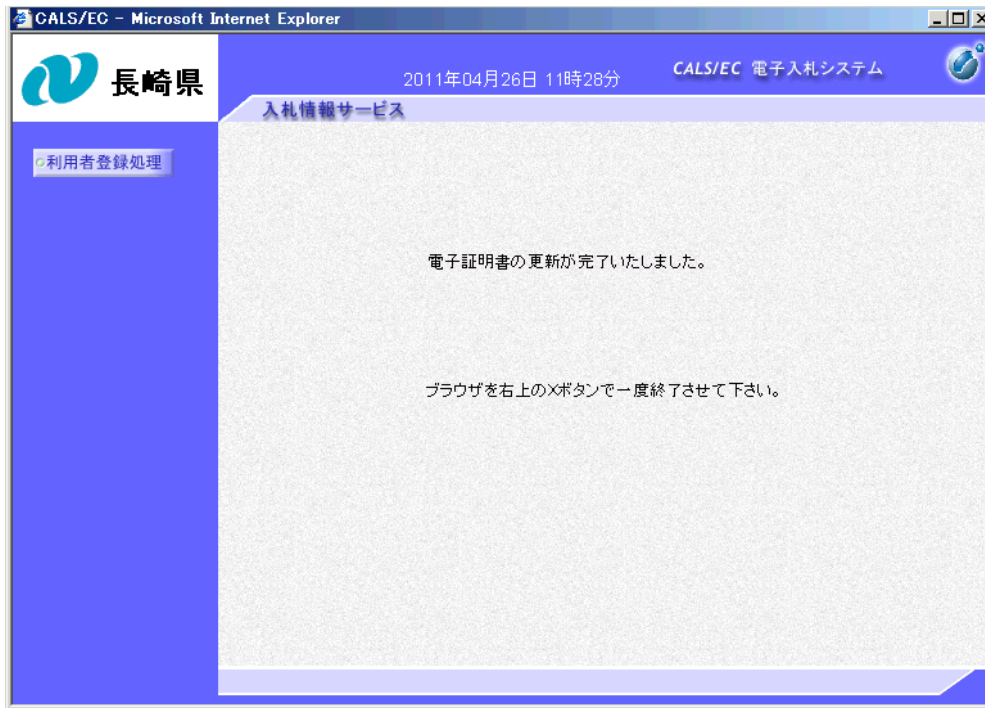 CALS/EC - Microsoft Internet Explorer
長崎県
2011年04月26日 11時28分
CALS/EC 電子入札システム
入札情報サービス
利用者登録処理
電子証明書の更新が完了いたしました。
ブラウザを右上の×ボタンで一度終了させて下さい。